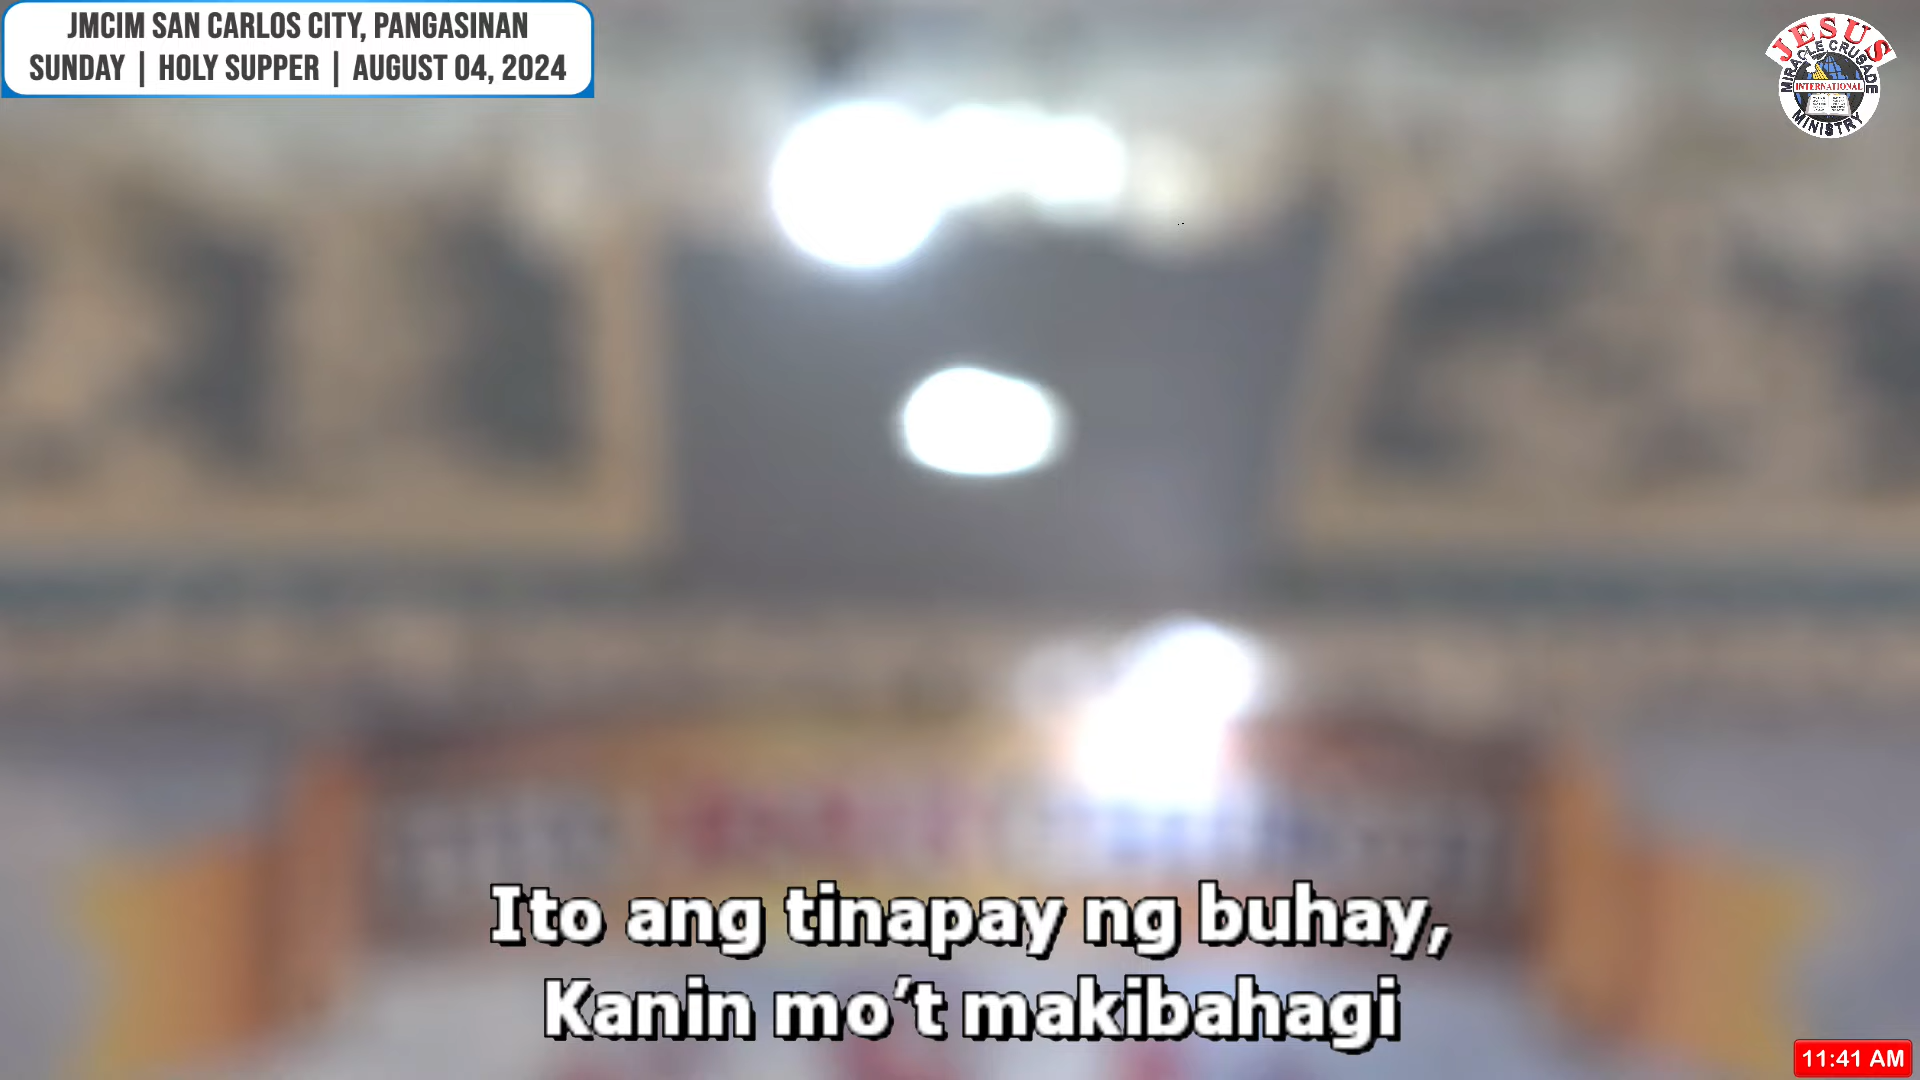 JMCIM SAN CARLOS CITY, PANGASINAN
SUNDAY | HOLY SUPPER | AUGUST 04, 2024
JESUS
MIRACLE CRUSADE
INTERNATIONAL
MINISTRY
Ito ang tinapay ng buhay,
Kanin mo't makibahagi
11:41 AM